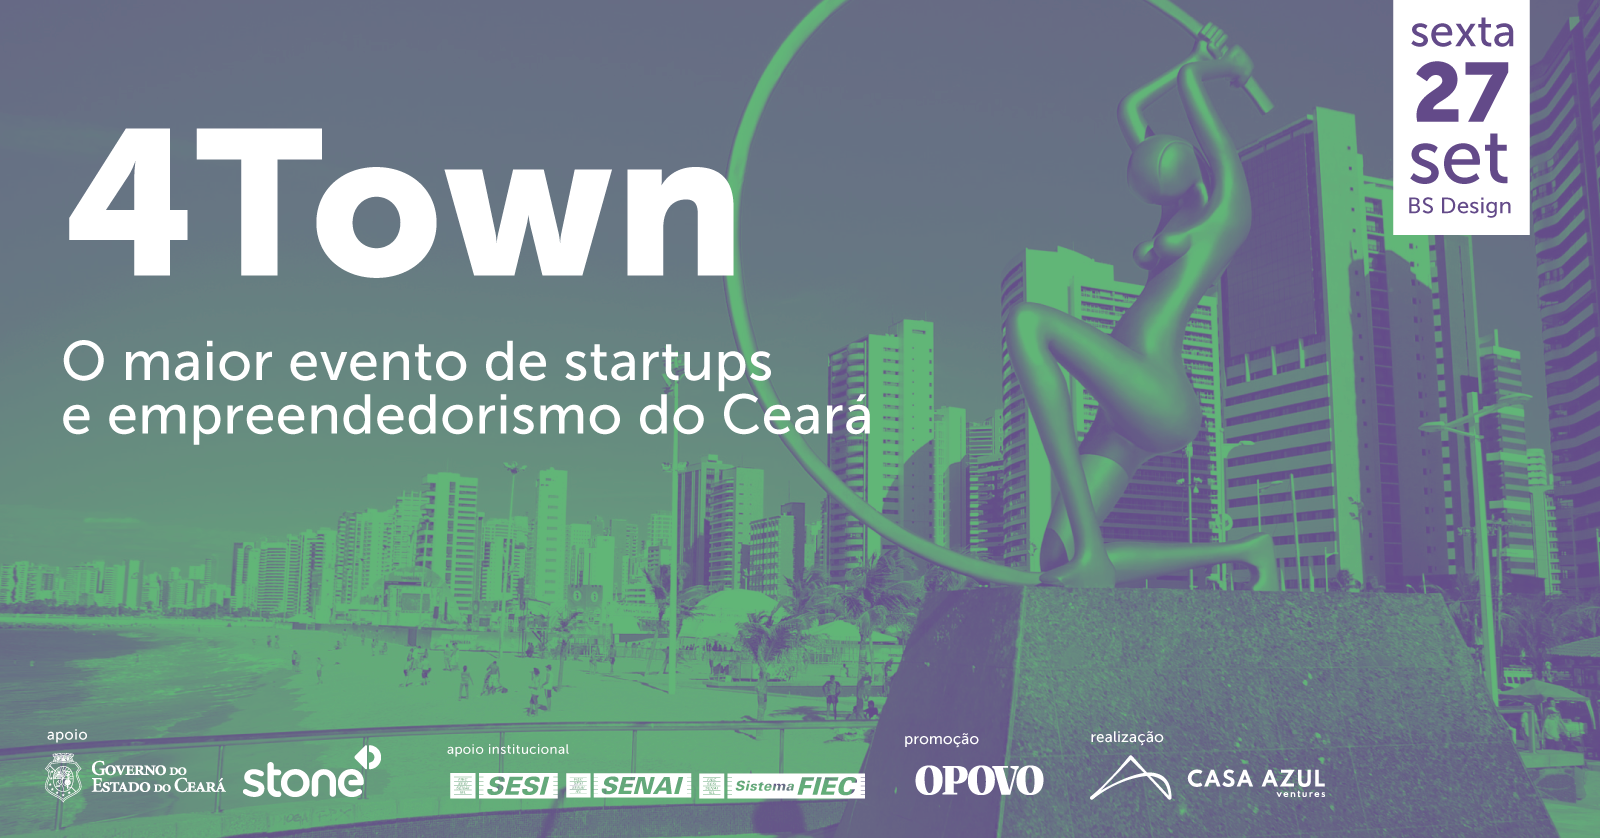 sexta
27
set
BS Design
4Town
O maior evento de startups
e empreendedorismo do Ceará
apoio
GOVERNO DO
ESTADO DO CEARÁ
stone
apoio institucional
SESI
SENAI
Sistema FIEC
promoção
OPOVO
realização
CASA AZUL
ventures